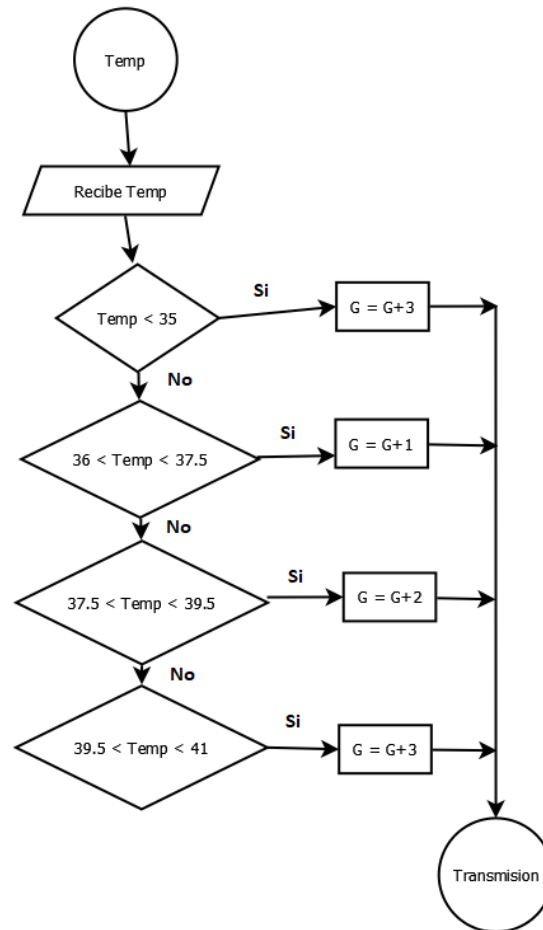 Temp
Recibe Temp
Temp < 35
Si
G = G+3
No
36 < Temp < 37.5
Si
G = G+1
No
37.5 < Temp < 39.5
Si
G = G+2
No
39.5 < Temp < 41
Si
G = G+3
Transmision